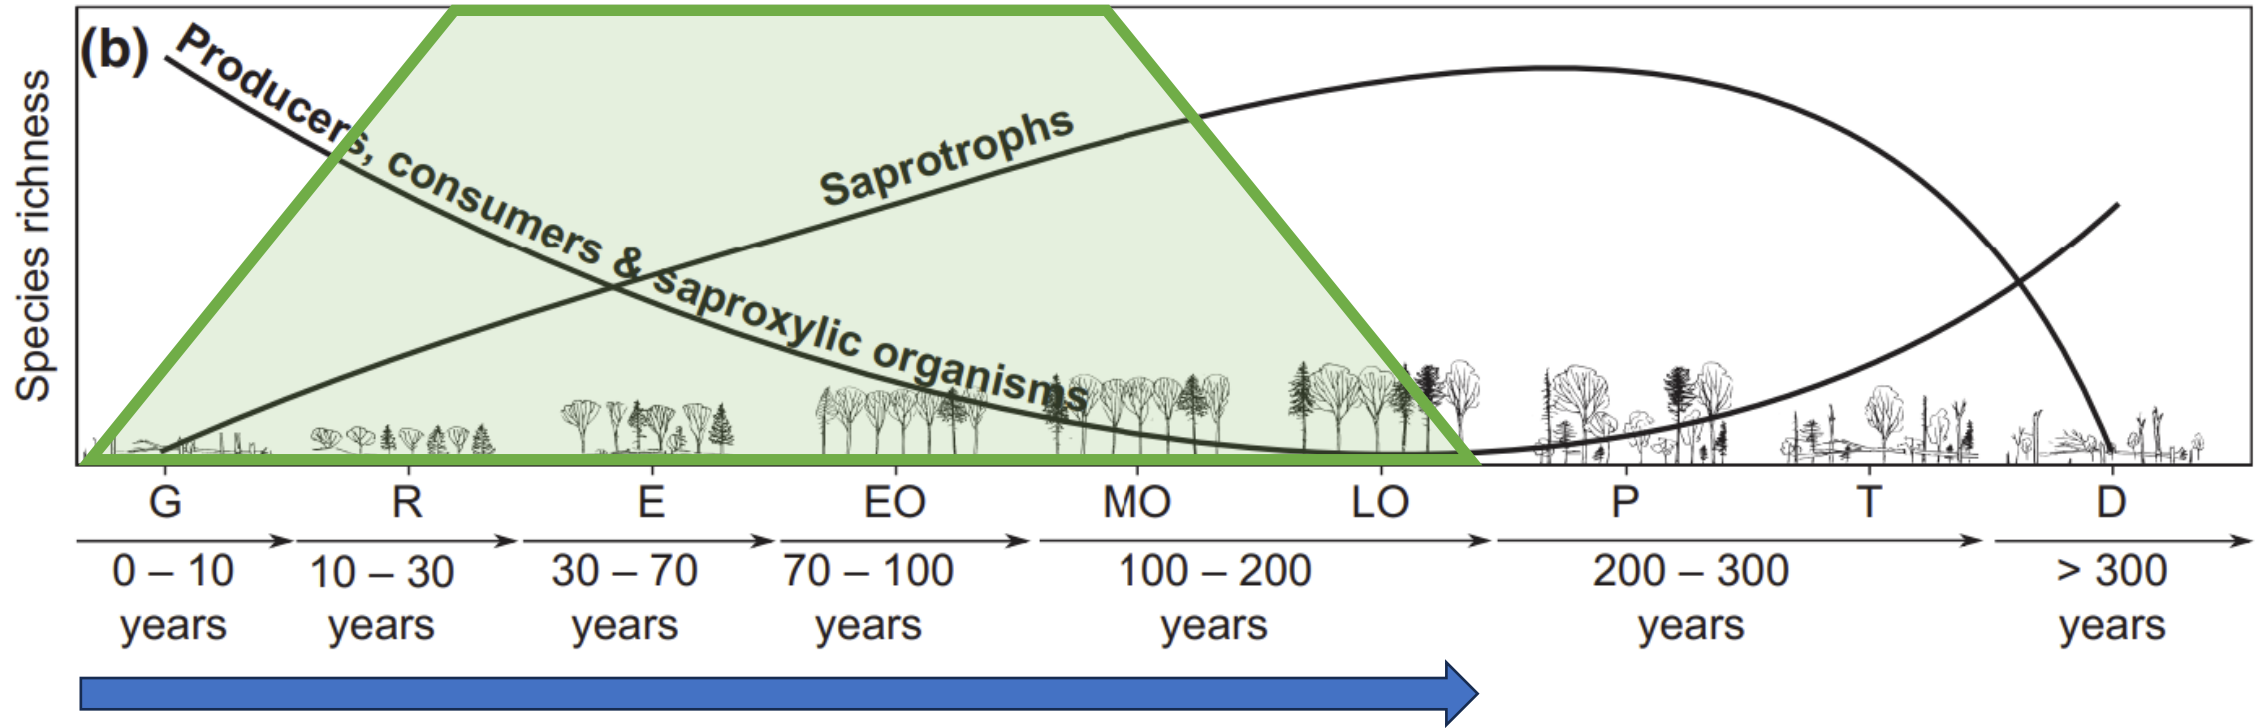 (b)
Producers, consumers & saproxylic organisms
Saprotrophs
Species richness
G R E EO MO LO P T D
0 – 10 10 – 30 30 – 70 70 – 100 100 – 200 200 – 300 > 300
years years years years years years years